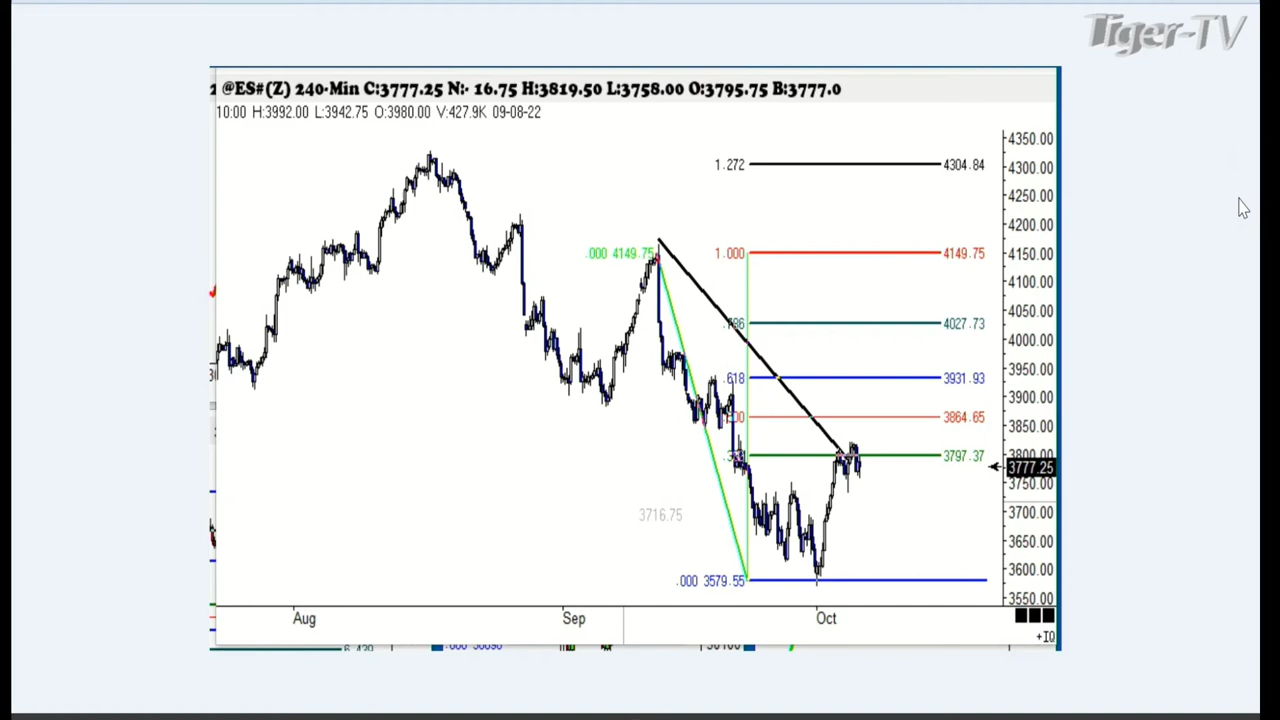 Tiger-TV
@ES#(Z) 240-Min C:3777.25 N:- 16.75 H:3819.50 L:3758.00 O:3795.75 B:3777.0
10:00 H:3992.00 L:3942.75 O:3980.00 V:427.9K 09-08-22
4350.00
1.272 4304.84 4300.00
4250.00
4200.00
.000 4149.75 1.000 4149.75 4150.00
4100.00
4050.00
4027.73
4000.00
3950.00
.618 3931.93
3900.00
3864.65
3850.00
3797.37 3800.00
3777.25
3750.00
3716.75 3700.00
3650.00
3600.00
.000 3579.55
3550.00
Aug Sep Oct
+IQ